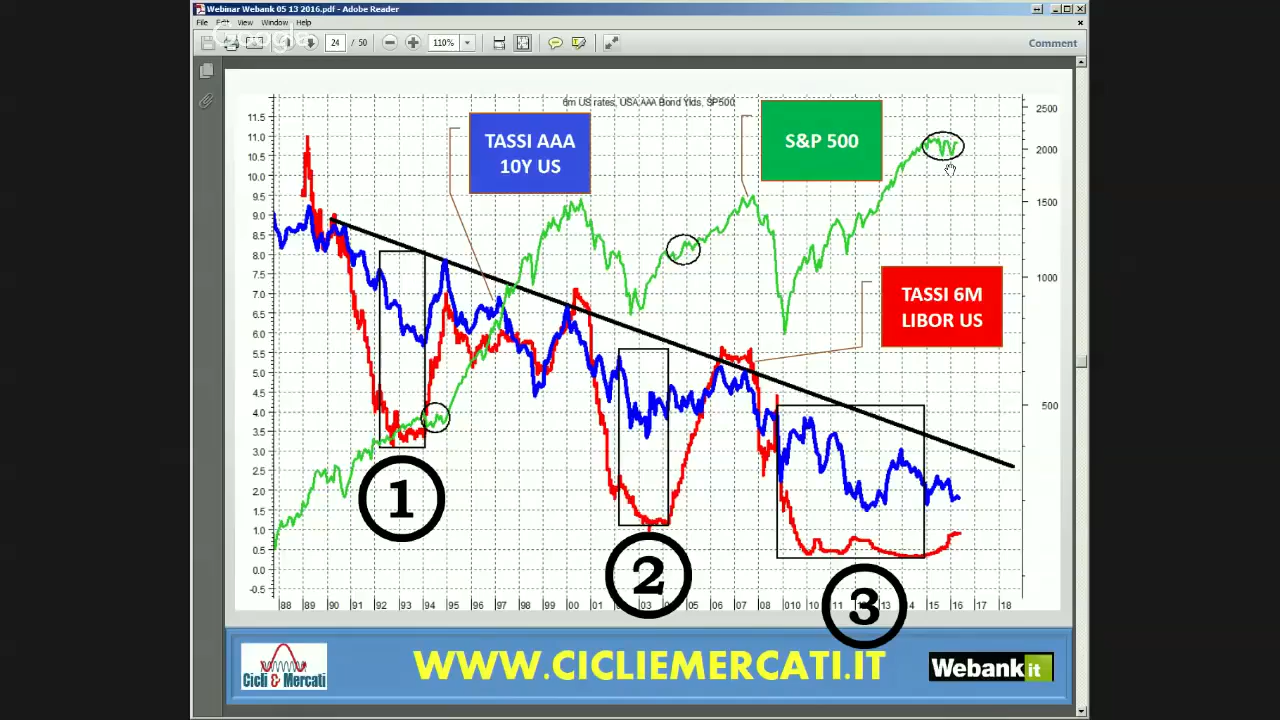 Webinar Webank 05 13 2016.pdf - Adobe Reader
File Edit View Window Help
24 / 50 110% Comment
6m US rates, USA AAA Bond Ylds, SP500
11.5
11.0
10.5
10.0
9.5
9.0
8.5
8.0
7.5
7.0
6.5
6.0
5.5
5.0
4.5
4.0
3.5
3.0
2.5
2.0
1.5
1.0
0.5
0.0
-0.5
2500
2000
1500
1000
500
TASSI AAA
10Y US
S&P 500
TASSI 6M
LIBOR US
1
2
3
88 89 90 91 92 93 94 95 96 97 98 99 00 01 02 03 05 06 07 08 010 11 13 14 15 16 17 18
Cicli & Mercati
WWW.CICLIEMERCATI.IT
Webank it